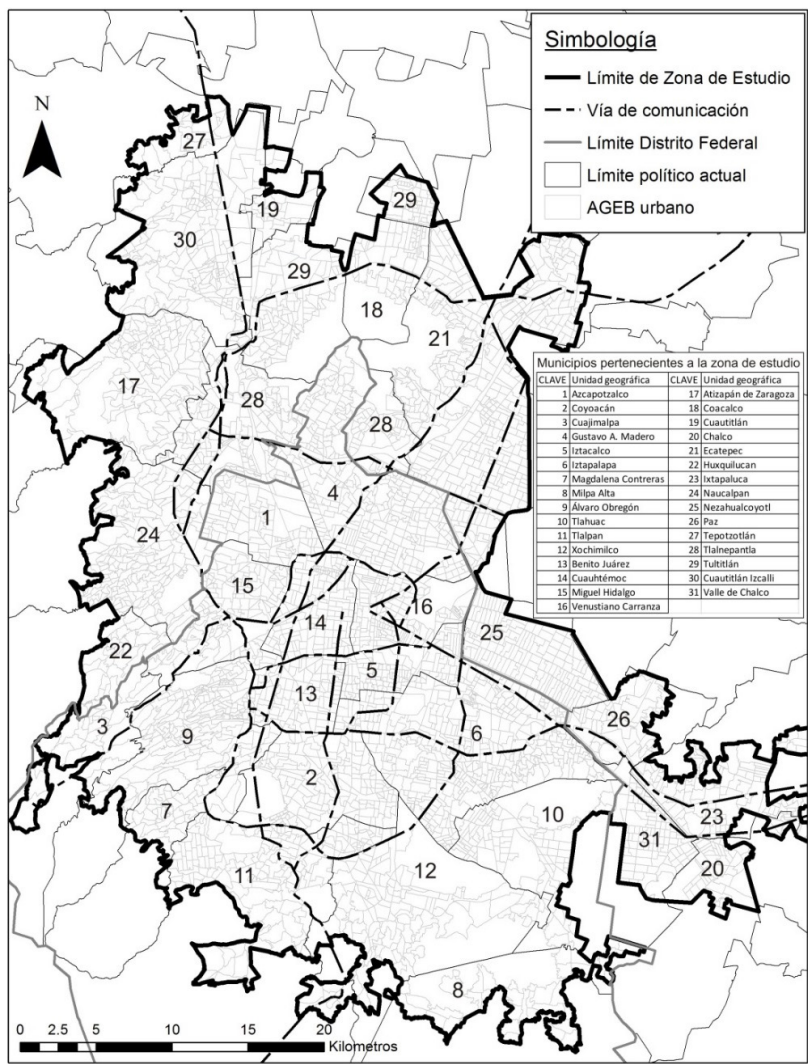 Simbología
Límite de Zona de Estudio
Vía de comunicación
Límite Distrito Federal
Límite político actual
AGEB urbano
N
27
19
29
30
29
18
21
17
28
28
4
1
24
15
16
14
25
22
5
13
3
9
6
26
2
10
7
23
31
12
11
20
8
Municipios pertenecientes a la zona de estudio
CLAVE Unidad geográfica CLAVE Unidad geográfica
1 Azcapotzalco 17 Atizapán de Zaragoza
2 Coyoacán 18 Coacalco
3 Cuajimalpa 19 Cuautitlán
4 Gustavo A. Madero 20 Chalco
5 Iztacalco 21 Ecatepec
6 Iztapalapa 22 Huxquilucan
7 Magdalena Contreras 23 Ixtapaluca
8 Milpa Alta 24 Naucalpan
9 Álvaro Obregón 25 Nezahualcoyotl
10 Tlahuac 26 Paz
11 Tlalpan 27 Tepotzotlán
12 Xochimilco 28 Tlalnepantla
13 Benito Juárez 29 Tultitlán
14 Cuauhtémoc 30 Cuautitlán Izcalli
15 Miguel Hidalgo 31 Valle de Chalco
16 Venustiano Carranza
0 2.5 5 10 15 20
Kilometros